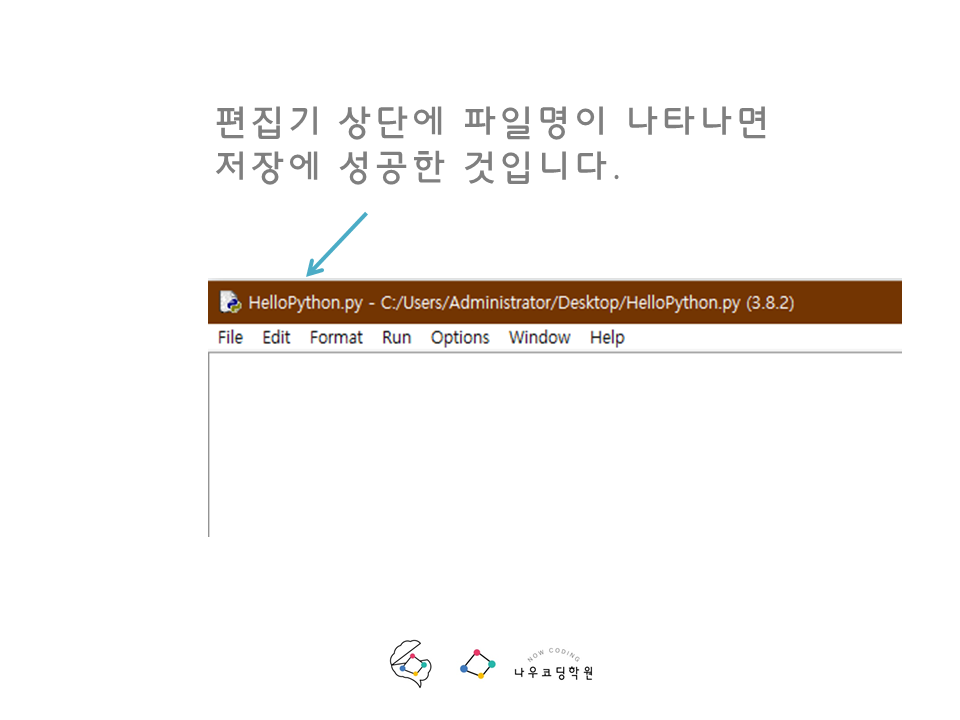 편집기 상단에 파일명이 나타나면
저장에 성공한 것입니다.
HelloPython.py - C:/Users/Administrator/Desktop/HelloPython.py (3.8.2)
File Edit Format Run Options Window Help
NOW CODING
나우코딩학원